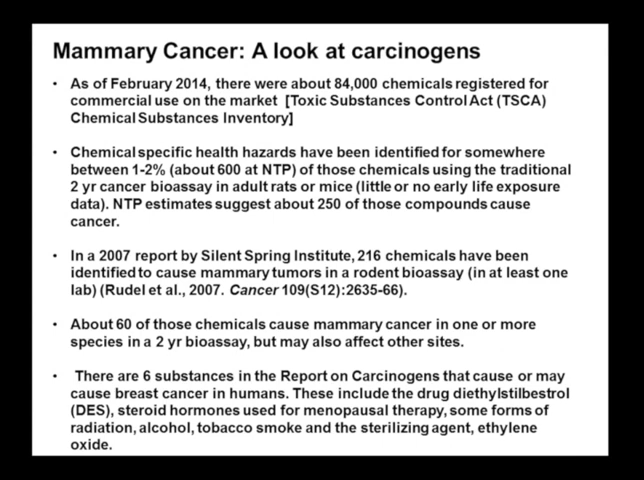 Mammary Cancer: A look at carcinogens
• As of February 2014, there were about 84,000 chemicals registered for
commercial use on the market [Toxic Substances Control Act (TSCA)
Chemical Substances Inventory]
• Chemical specific health hazards have been identified for somewhere
between 1-2% (about 600 at NTP) of those chemicals using the traditional
2 yr cancer bioassay in adult rats or mice (little or no early life exposure
data). NTP estimates suggest about 250 of those compounds cause
cancer.
• In a 2007 report by Silent Spring Institute, 216 chemicals have been
identified to cause mammary tumors in a rodent bioassay (in at least one
lab) (Rudel et al., 2007. Cancer 109(S12):2635-66).
• About 60 of those chemicals cause mammary cancer in one or more
species in a 2 yr bioassay, but may also affect other sites.
• There are 6 substances in the Report on Carcinogens that cause or may
cause breast cancer in humans. These include the drug diethylstilbestrol
(DES), steroid hormones used for menopausal therapy, some forms of
radiation, alcohol, tobacco smoke and the sterilizing agent, ethylene
oxide.